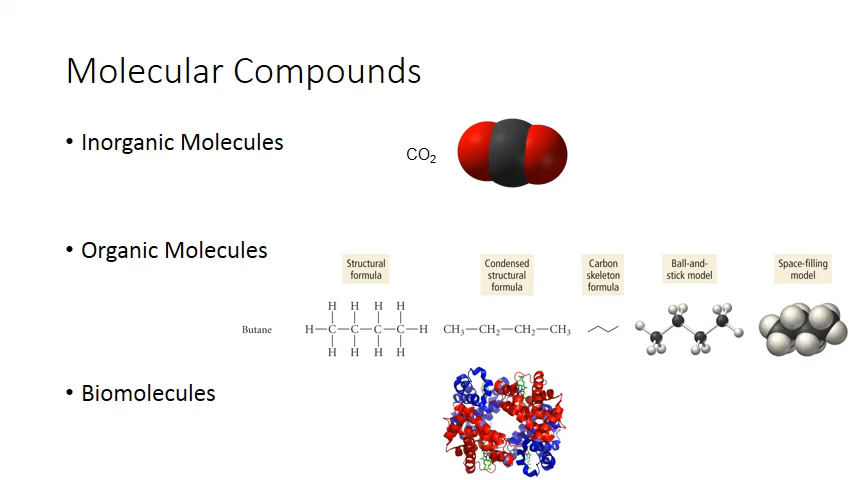 Molecular Compounds
• Inorganic Molecules
CO₂
• Organic Molecules
Structural
formula
Condensed
structural
formula
Carbon
skeleton
formula
Ball-and-
stick model
Space-filling
model
Butane
H H H H
H—C—C—C—C—H
H H H H
CH₃—CH₂—CH₂—CH₃
• Biomolecules